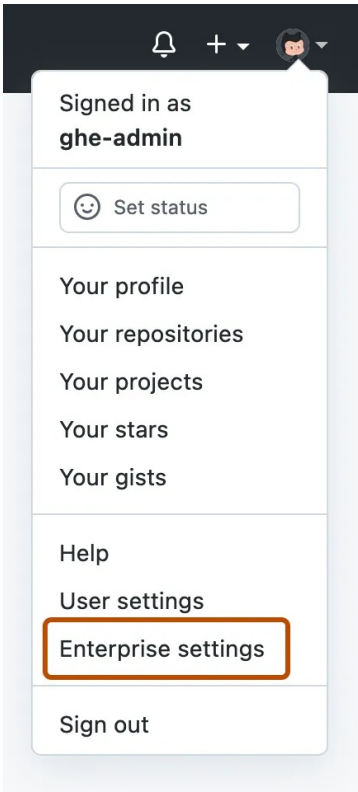 Signed in as
ghe-admin
Set status
Your profile
Your repositories
Your projects
Your stars
Your gists
Help
User settings
Enterprise settings
Sign out